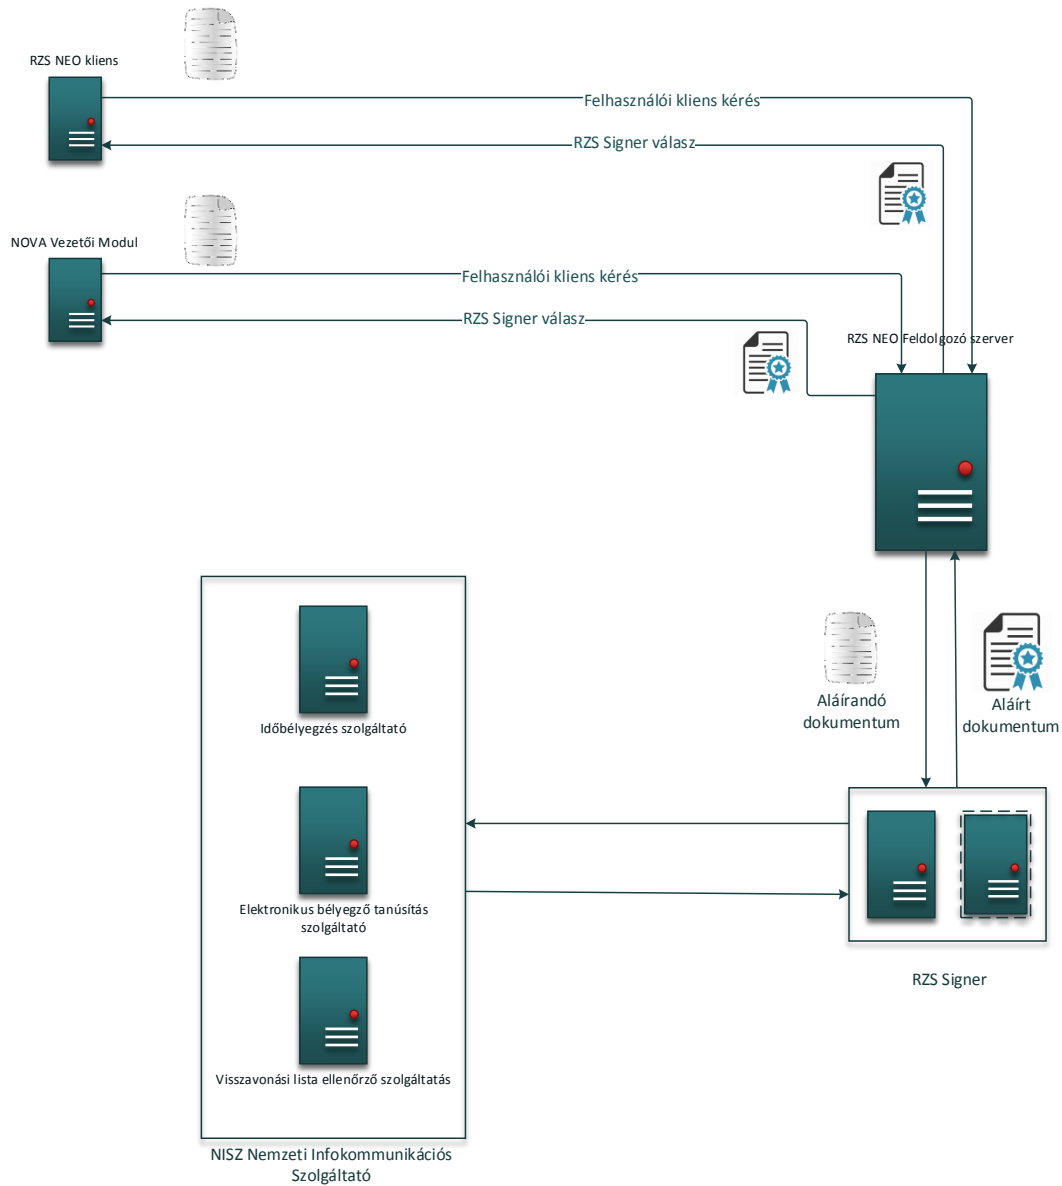 RZS NEO kliens
Felhasználói kliens kérés
RZS Signer válasz
NOVA Vezetői Modul
Felhasználói kliens kérés
RZS Signer válasz
RZS NEO Feldolgozó szerver
Aláírandó
dokumentum
Aláírt
dokumentum
Időbélyegzés szolgáltató
Elektronikus bélyegző tanúsítás
szolgáltató
Visszavonási lista ellenőrző szolgáltatás
RZS Signer
NISZ Nemzeti Infokommunikációs
Szolgáltató